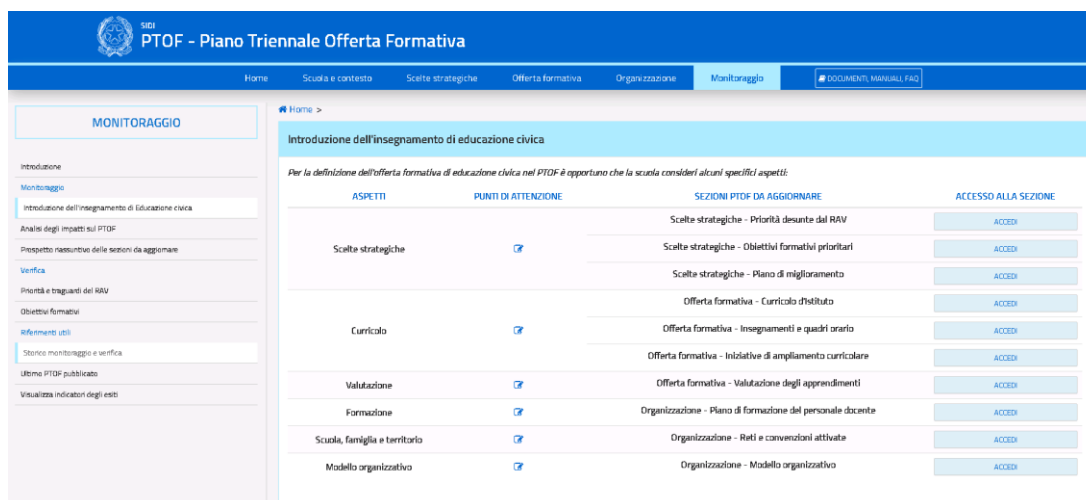 SIDI
PTOF - Piano Triennale Offerta Formativa
Home Scuola e contesto Scelte strategiche Offerta formativa Organizzazione Monitoraggio DOCUMENTI, MANUALI, FAQ
MONITORAGGIO
Introduzione
Monitoraggio
Introduzione dell'insegnamento di Educazione civica
Analisi degli impatti sul PTOF
Prospetto riassuntivo delle sezioni da aggiornare
Verifica
Priorità e traguardi del RAV
Obiettivi formativi
Riferimenti utili
Storico monitoraggio e verifica
Ultimo PTOF pubblicato
Visualizza indicatori degli esiti
Home >
Introduzione dell'insegnamento di educazione civica
Per la definizione dell'offerta formativa di educazione civica nel PTOF è opportuno che la scuola consideri alcuni specifici aspetti:
ASPETTI PUNTI DI ATTENZIONE SEZIONI PTOF DA AGGIORNARE ACCESSO ALLA SEZIONE
Scelte strategiche - Priorità desunte dal RAV ACCEDI
Scelte strategiche Scelte strategiche - Obiettivi formativi prioritari ACCEDI
Scelte strategiche - Piano di miglioramento ACCEDI
Offerta formativa - Curricolo d'Istituto ACCEDI
Curricolo Offerta formativa - Insegnamenti e quadri orario ACCEDI
Offerta formativa - Iniziative di ampliamento curricolare ACCEDI
Valutazione Offerta formativa - Valutazione degli apprendimenti ACCEDI
Formazione Organizzazione - Piano di formazione del personale docente ACCEDI
Scuola, famiglia e territorio Organizzazione - Reti e convenzioni attivate ACCEDI
Modello organizzativo Organizzazione - Modello organizzativo ACCEDI